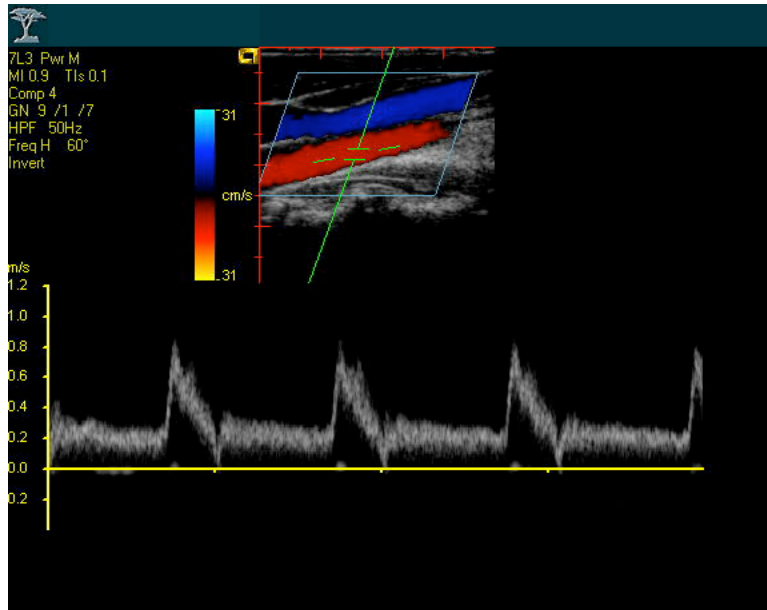 7L3 Pwr M
MI 0.9 TIs 0.1
Comp 4
GN 9 /1 /7
HPF 50Hz
Freq H 60°
Invert
31
cm/s
31
m/s
1.2
1.0
0.8
0.6
0.4
0.2
0.0
0.2